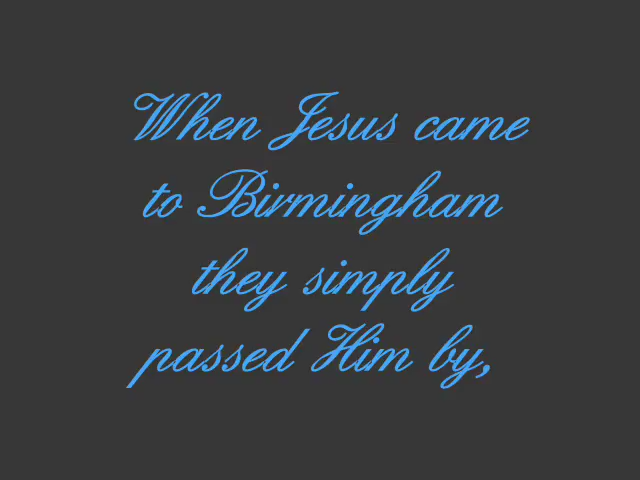 When Jesus came
to Birmingham
they simply
passed Him by,